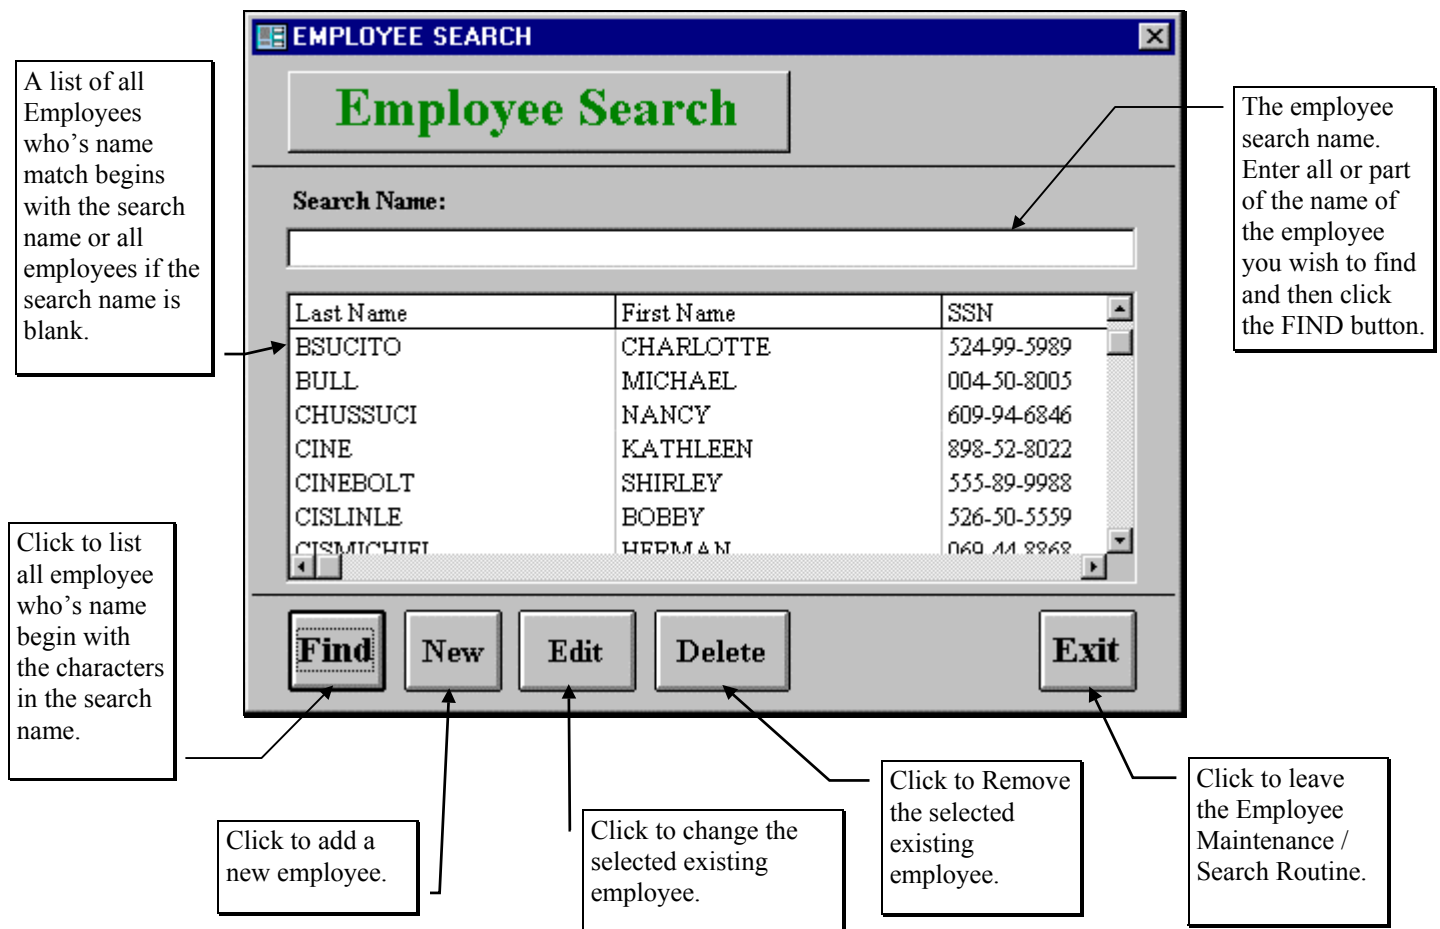 EMPLOYEE SEARCH
Employee Search
A list of all
Employees
who’s name
match begins
with the search
name or all
employees if the
search name is
blank.
The employee
search name.
Enter all or part
of the name of
the employee
you wish to find
and then click
the FIND button.
Search Name:
Last Name First Name SSN
BSUCITO CHARLOTTE 524-99-5989
BULL MICHAEL 004-50-8005
CHUSSUCI NANCY 609-94-6846
CINE KATHLEEN 898-52-8022
CINEBOLT SHIRLEY 555-89-9988
CISLINLE BOBBY 526-50-5559
CISMICHIEL HERMAN 069-44-8868
Click to list
all employee
who’s name
begin with
the characters
in the search
name.
Find New Edit Delete Exit
Click to add a
new employee.
Click to change the
selected existing
employee.
Click to Remove
the selected
existing
employee.
Click to leave
the Employee
Maintenance /
Search Routine.